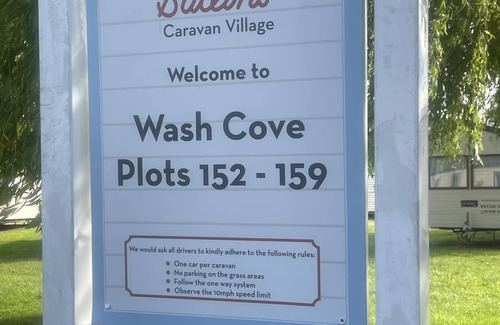 Butlin's
Caravan Village
Welcome to
Wash Cove
Plots 152 - 159
We would ask all drivers to kindly adhere to the following rules:
One car per caravan
No parking on the grass areas
Follow the one way system
Observe the 10mph speed limit